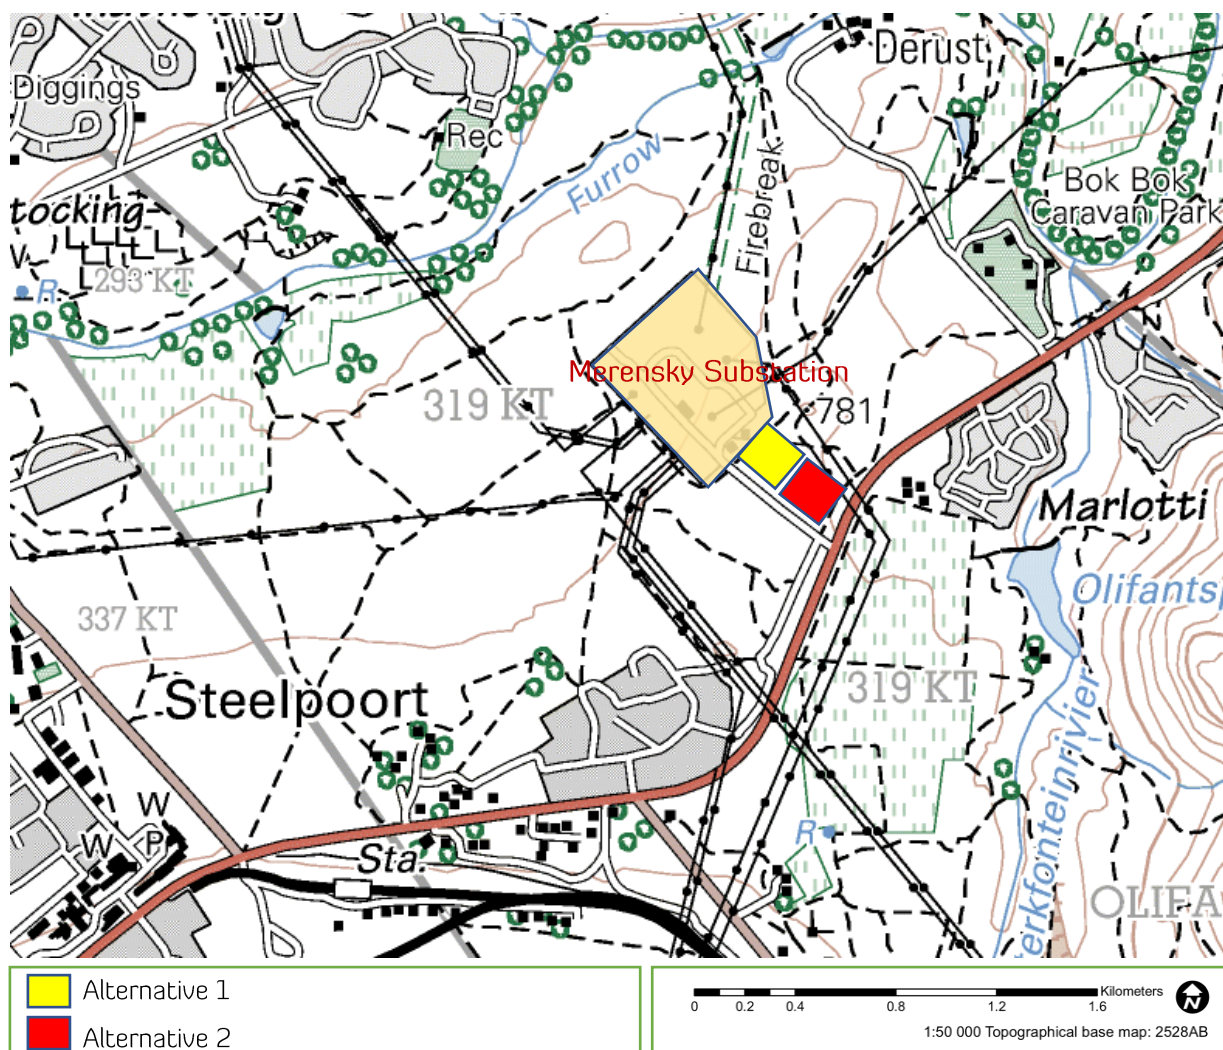 Derust
Diggings
Rec
Furrow
Firebreak
Bok Bok
Caravan Park
tocking
W
293 KT
R
Merensky Substation
319 KT
781
Marlotti
Olifantsp
337 KT
Steelpoort
319 KT
W
W P
R
Sta.
terkfonteinrivier
OLIFA
Alternative 1
Alternative 2
Kilometers
0 0.2 0.4 0.8 1.2 1.6
N
1:50 000 Topographical base map: 2528AB